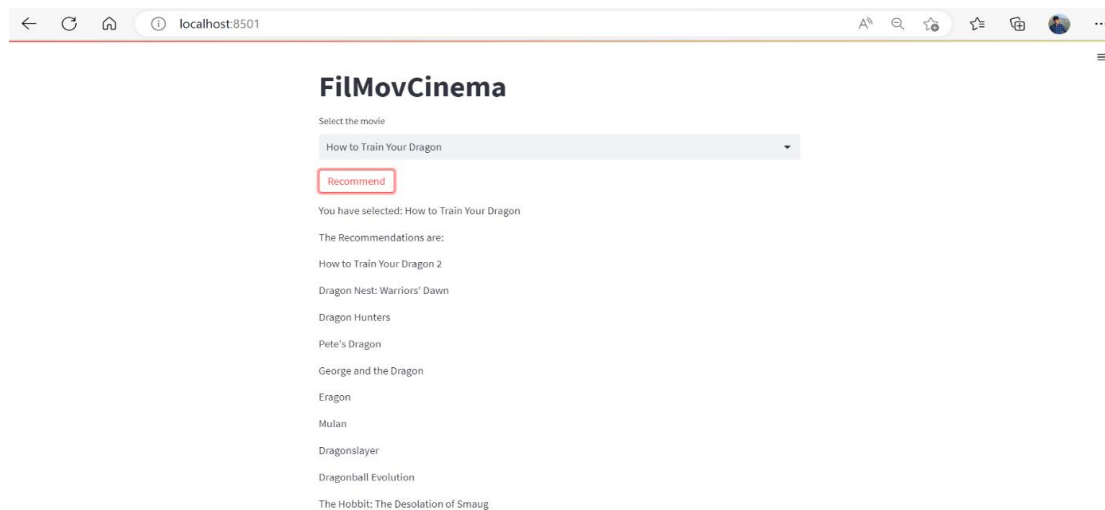 localhost:8501
FilMovCinema
Select the movie
How to Train Your Dragon
Recommend
You have selected: How to Train Your Dragon
The Recommendations are:
How to Train Your Dragon 2
Dragon Nest: Warriors' Dawn
Dragon Hunters
Pete's Dragon
George and the Dragon
Eragon
Mulan
Dragonslayer
Dragonball Evolution
The Hobbit: The Desolation of Smaug